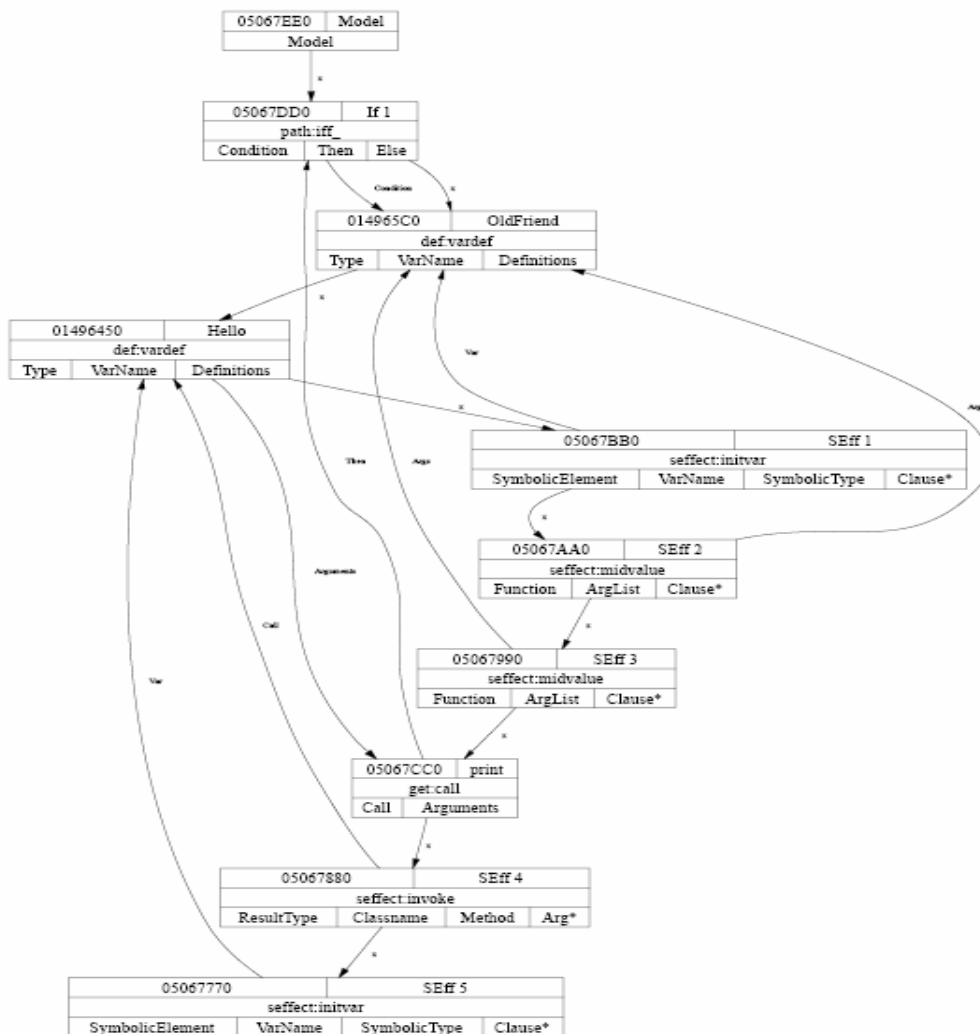 05067EE0 Model
Model
x
05067DD0 If 1
path:iff_
Condition Then Else
Condition x
014965C0 OldFriend
def:vardef
Type VarName Definitions
x
01496450 Hello
def:vardef
Type VarName Definitions
Var
Args
x
05067BB0 SEff 1
seffect:initvar
SymbolicElement VarName SymbolicType Clause*
Then Args
x
05067AA0 SEff 2
seffect:midvalue
Function ArgList Clause*
Arguments
Call
x
05067990 SEff 3
seffect:midvalue
Function ArgList Clause*
Var
x
05067CC0 print
get:call
Call Arguments
x
05067880 SEff 4
seffect:invoke
ResultType Classname Method Arg*
x
05067770 SEff 5
seffect:initvar
SymbolicElement VarName SymbolicType Clause*